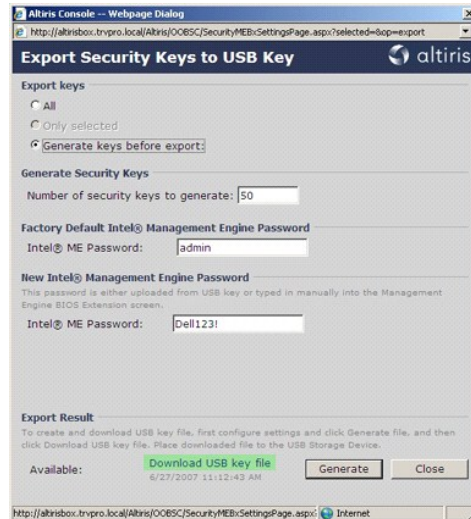 Altiris Console -- Webpage Dialog
http://altirisbox.trvpro.local/Altiris/OOBSC/SecurityMEBxSettingsPage.aspx?selected=&op=export
Export Security Keys to USB Key
altiris
Export keys
All
Only selected
Generate keys before export:
Generate Security Keys
Number of security keys to generate: 50
Factory Default Intel® Management Engine Password
Intel® ME Password: admin
New Intel® Management Engine Password
This password is either uploaded from USB key or typed in manually into the Management
Engine BIOS Extension screen.
Intel® ME Password: Dell123!
Export Result
To create and download USB key file, first configure settings and click Generate file, and then
click Download USB key file. Place downloaded file to the USB Storage Device.
Available: Download USB key file Generate Close
6/27/2007 11:12:43 AM
http://altirisbox.trvpro.local/Altiris/OOBSC/SecurityMEBxSettingsPage.aspx? Internet